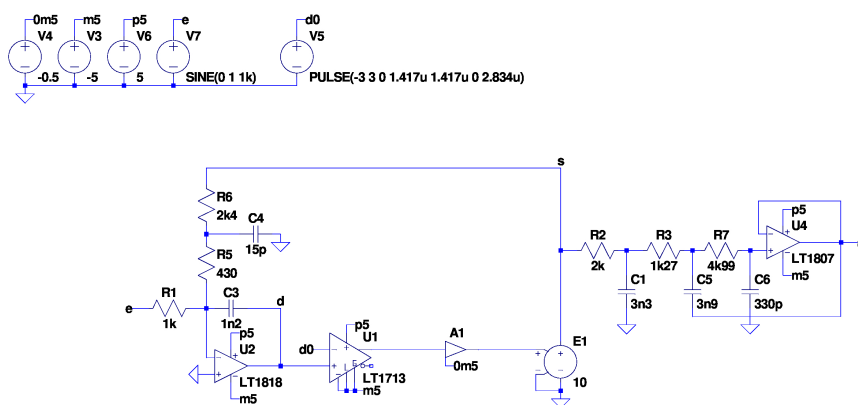 0m5 m5 p5 e d0
V4 V3 V6 V7 V5
-0.5 -5 5 SINE(0 1 1k) PULSE(-3 3 0 1.417u 1.417u 0 2.834u)
s
R6
2k4
C4
15p
R5
430
R2
2k
R3
1k27
R7
4k99
p5
U4
LT1807
m5
C1
3n3
C5
3n9
C6
330p
e
R1
1k
C3
1n2
d
p5
U2
LT1818
m5
d0
p5
U1
LT1713
m5
A1
0m5
E1
10